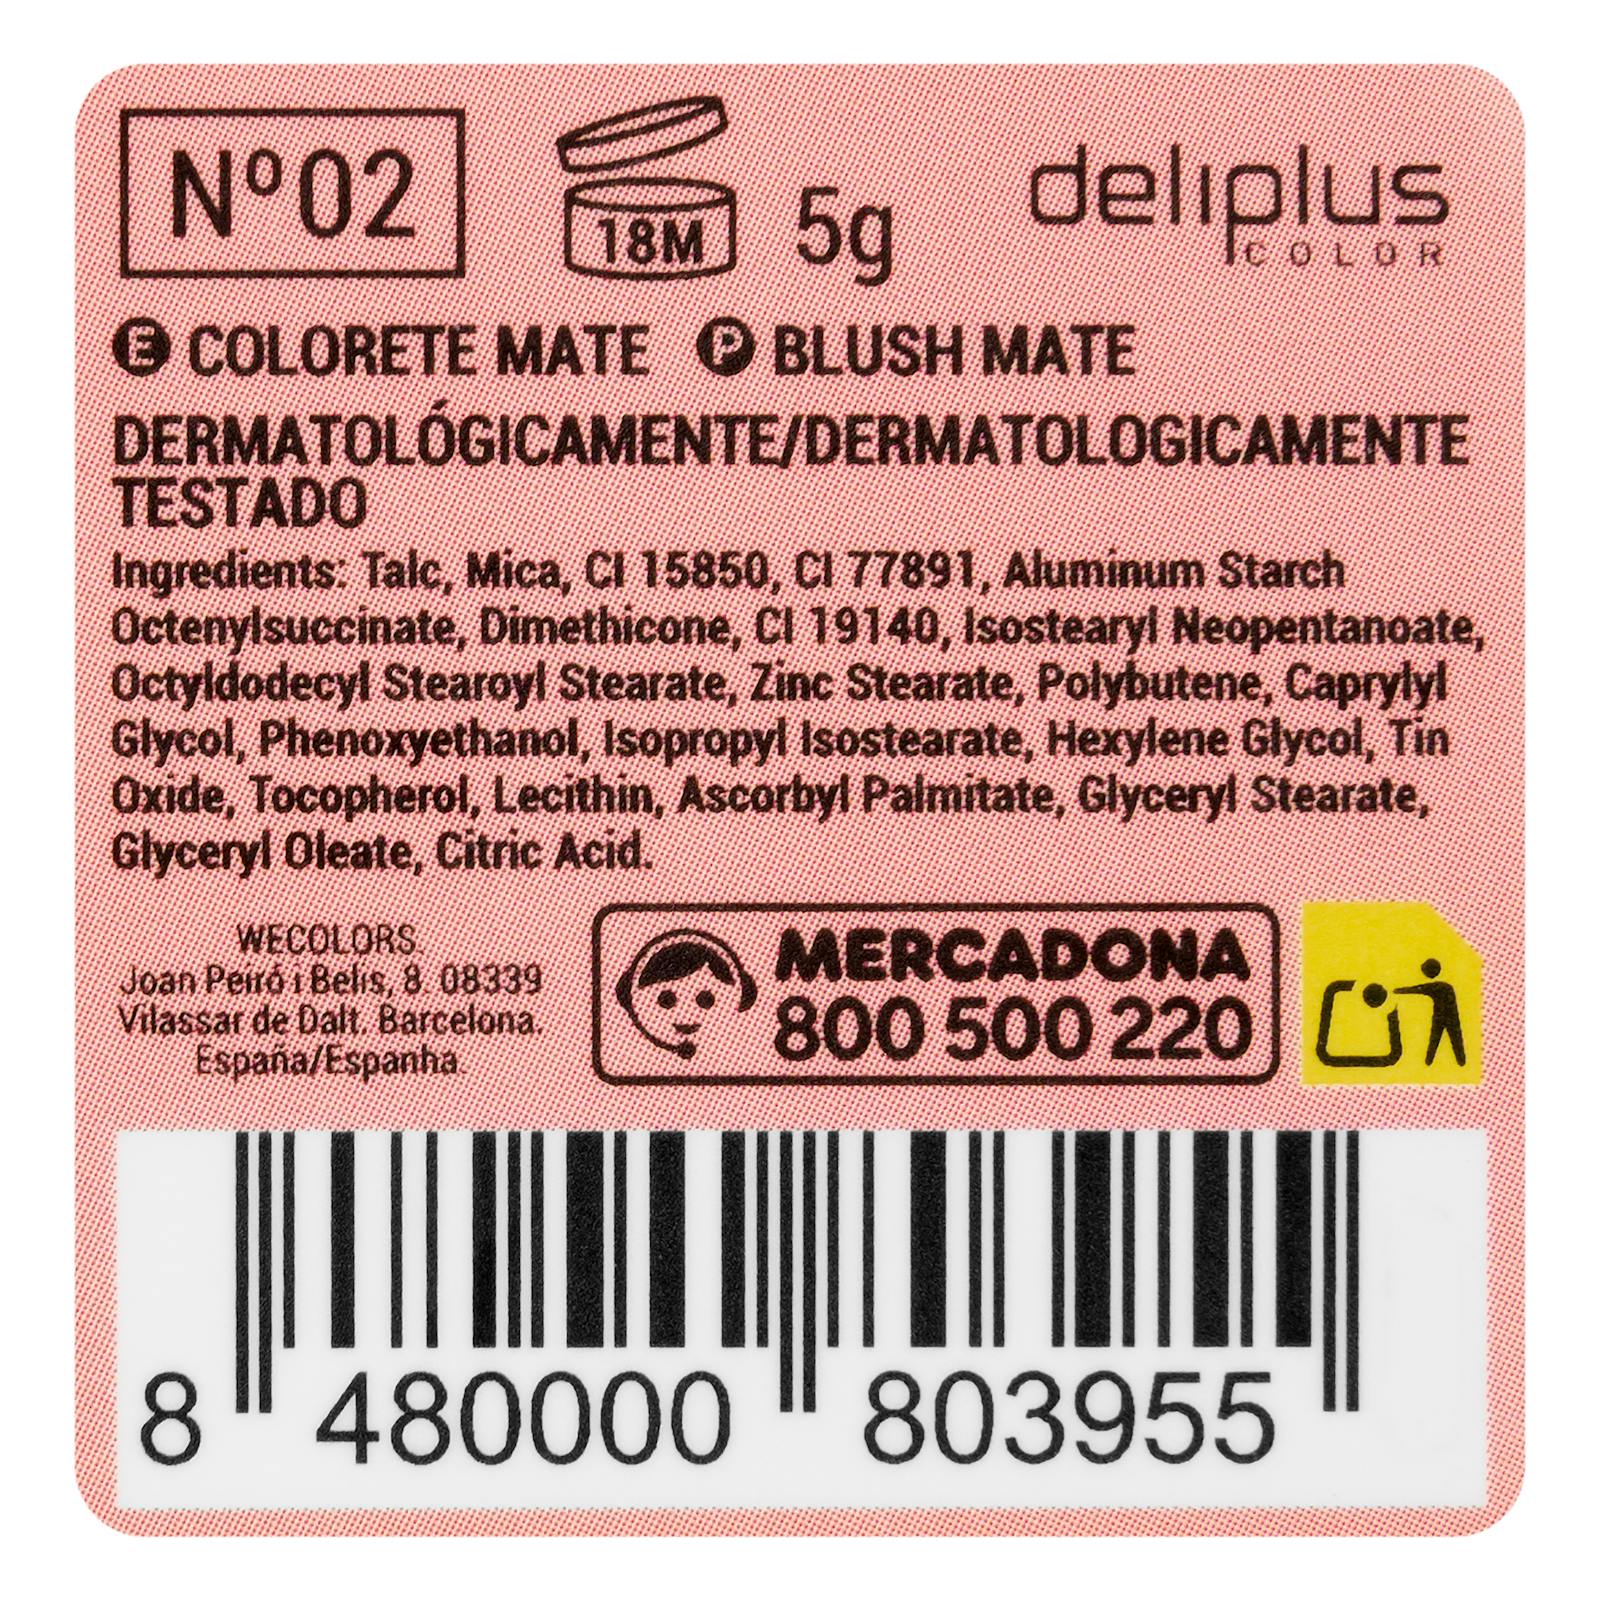 Nº02
18M
5g
deliplus
COLOR
E COLORETE MATE P BLUSH MATE
DERMATOLÓGICAMENTE/DERMATOLOGICAMENTE
TESTADO
Ingredients: Talc, Mica, CI 15850, CI 77891, Aluminum Starch
Octenylsuccinate, Dimethicone, CI 19140, Isostearyl Neopentanoate,
Octyldodecyl Stearoyl Stearate, Zinc Stearate, Polybutene, Caprylyl
Glycol, Phenoxyethanol, Isopropyl Isostearate, Hexylene Glycol, Tin
Oxide, Tocopherol, Lecithin, Ascorbyl Palmitate, Glyceryl Stearate,
Glyceryl Oleate, Citric Acid.
WECOLORS.
Joan Peiró i Belis, 8. 08339
Vilassar de Dalt. Barcelona.
España/Espanha.
MERCADONA
800 500 220
8 480000 803955